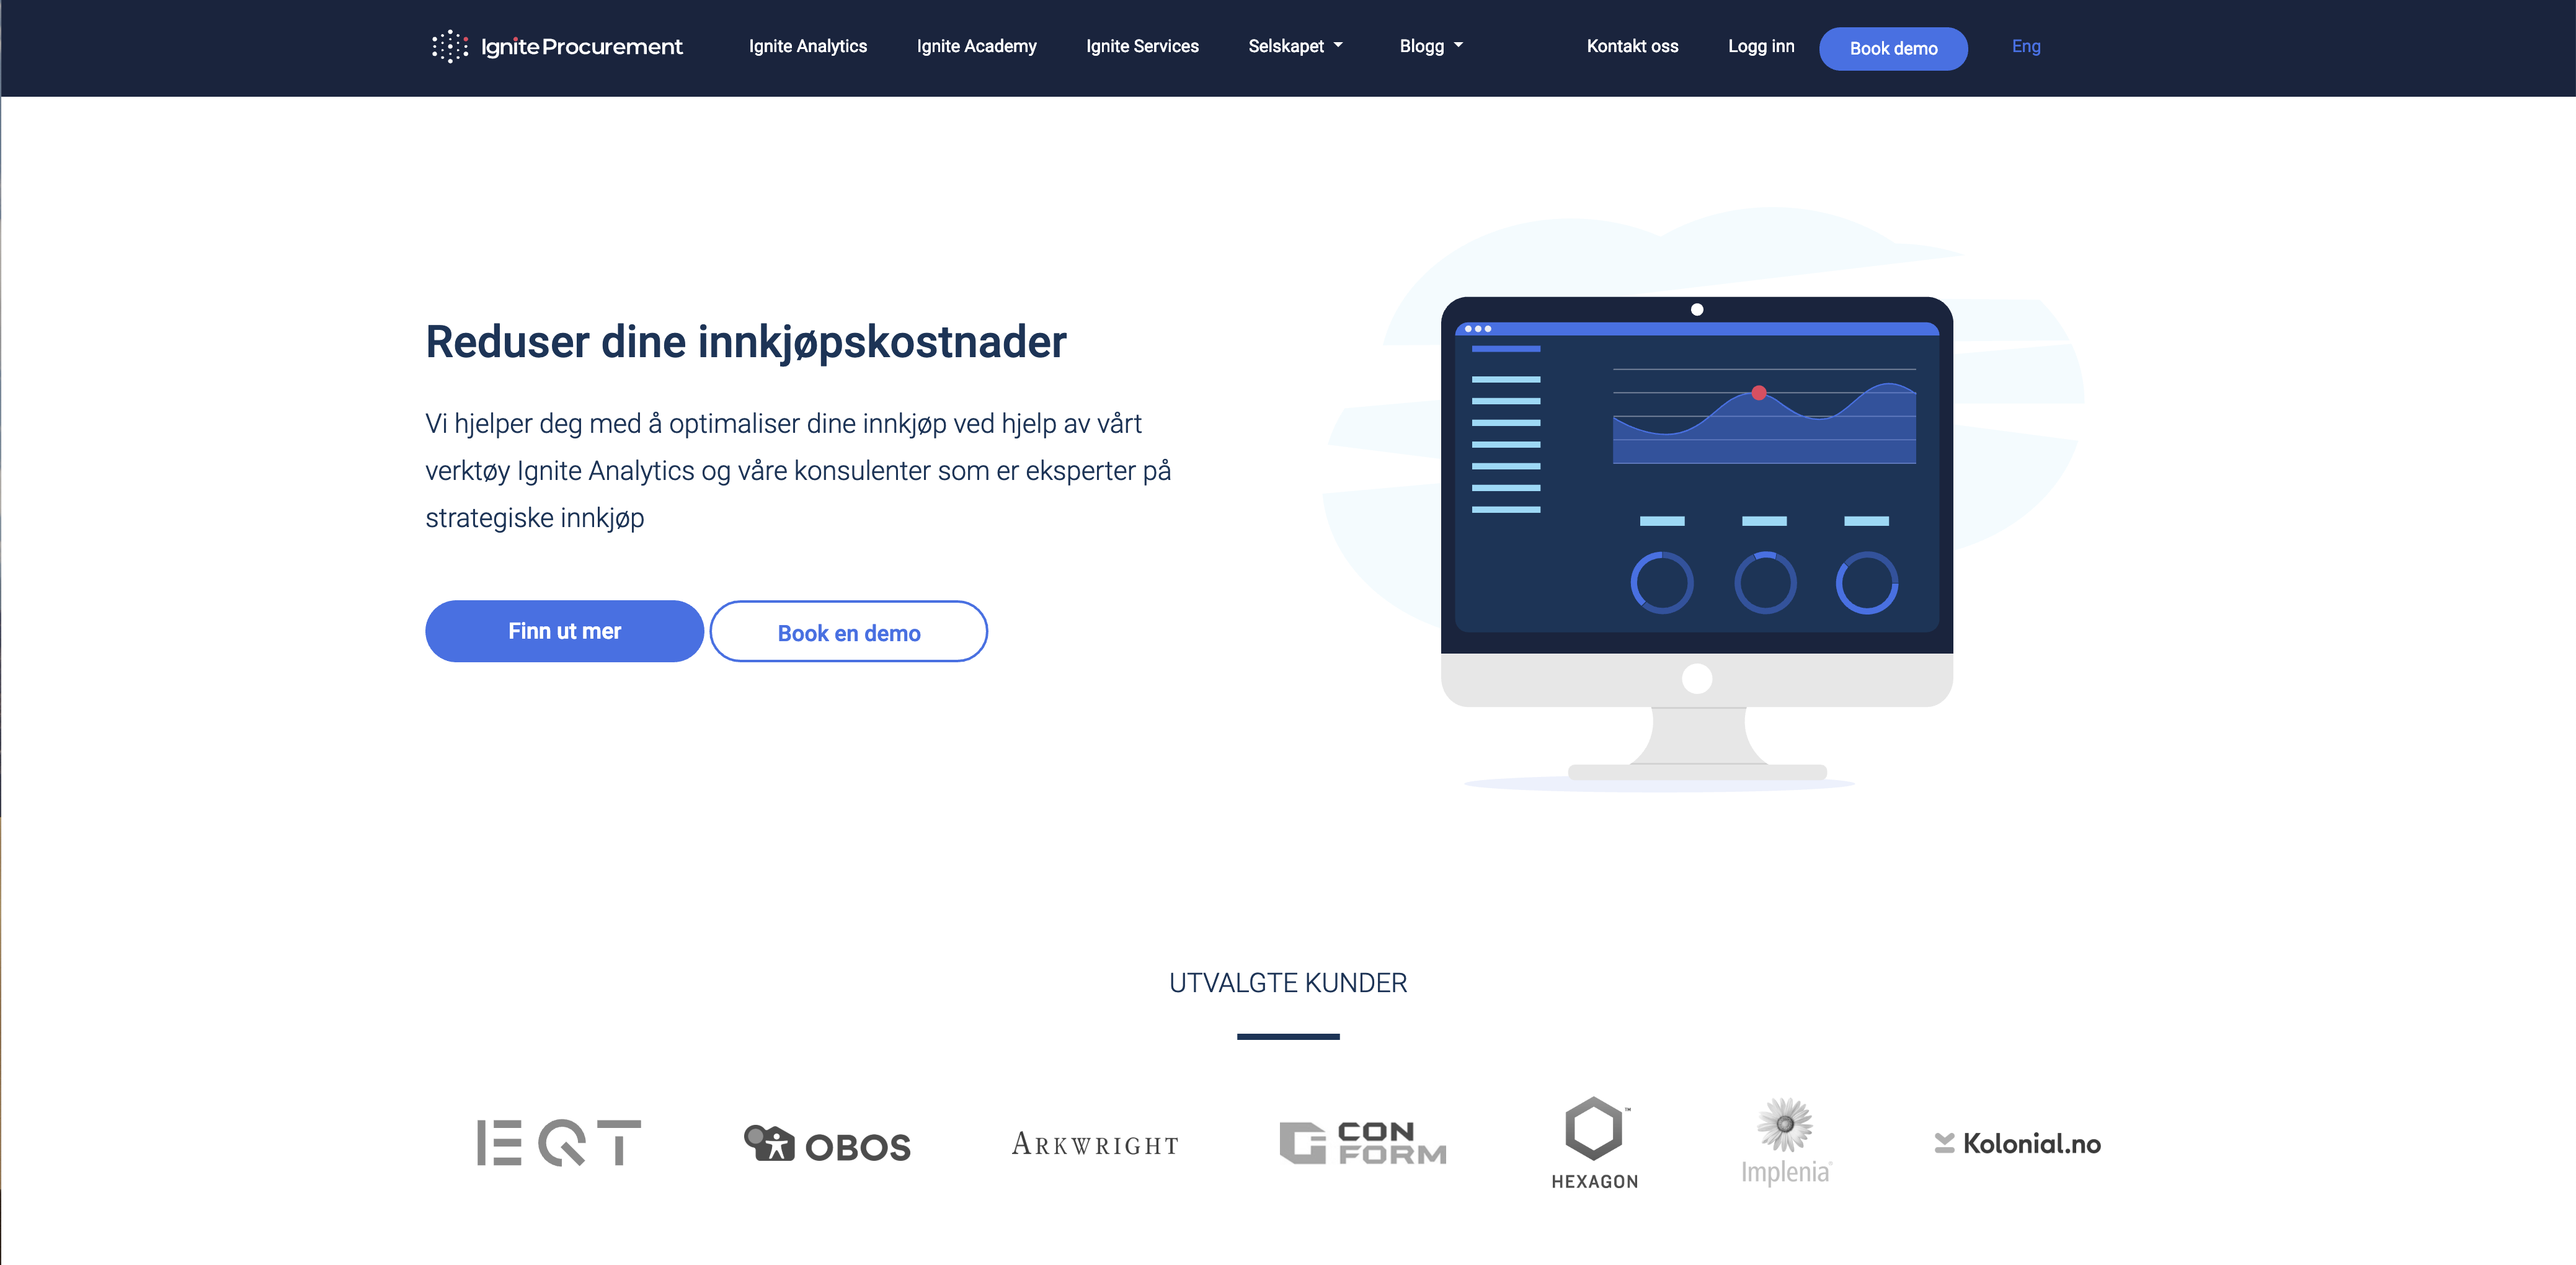 Ignite Procurement
Ignite Analytics
Ignite Academy
Ignite Services
Selskapet
Blogg
Kontakt oss
Logg inn
Book demo
Eng
Reduser dine innkjøpskostnader
Vi hjelper deg med å optimaliser dine innkjøp ved hjelp av vårt
verktøy Ignite Analytics og våre konsulenter som er eksperter på
strategiske innkjøp
Finn ut mer
Book en demo
UTVALGTE KUNDER
EQT
OBOS
ARKWRIGHT
CON
FORM
HEXAGON™
Implenia®
Kolonial.no